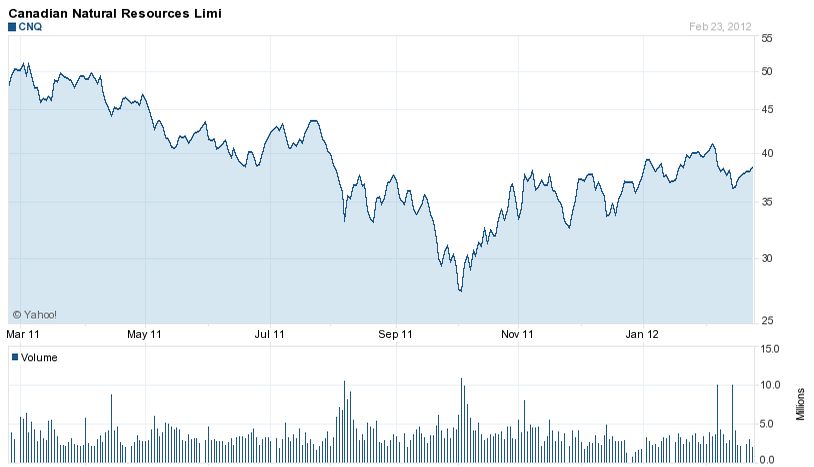 Canadian Natural Resources Limi
CNQ
Feb 23, 2012
55
50
45
40
35
30
25
© Yahoo!
Mar 11 May 11 Jul 11 Sep 11 Nov 11 Jan 12
Volume
15.0
10.0
5.0
0.0
Millions